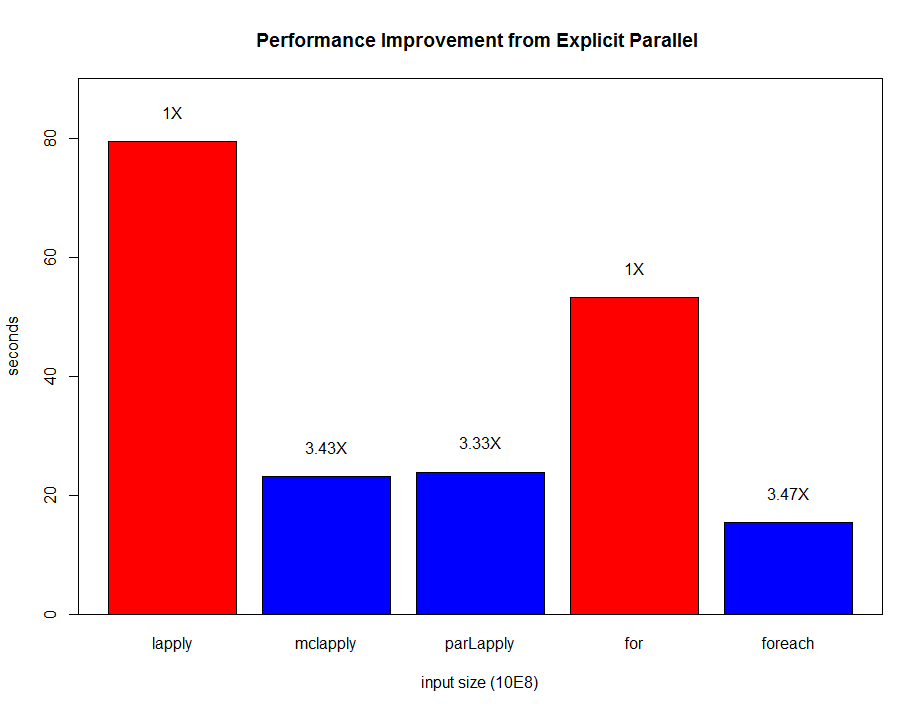 Performance Improvement from Explicit Parallel
seconds
80
60
40
20
0
1X
3.43X
3.33X
1X
3.47X
lapply
mclapply
parLapply
for
foreach
input size (10E8)